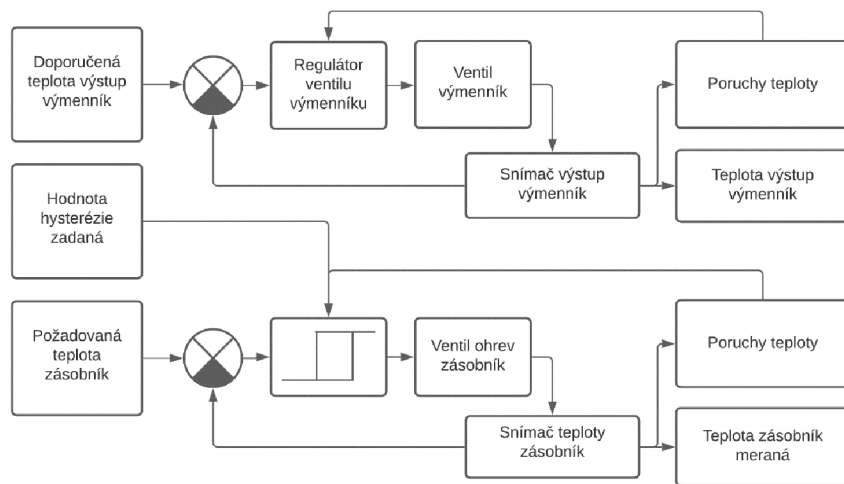 Doporučená
teplota výstup
výmenník
Regulátor
ventilu
výmenníku
Ventil
výmenník
Poruchy teploty
Snímač výstup
výmenník
Teplota výstup
výmenník
Hodnota
hysterézie
zadaná
Požadovaná
teplota
zásobník
Ventil ohrev
zásobník
Poruchy teploty
Snímač teploty
zásobník
Teplota zásobník
meraná